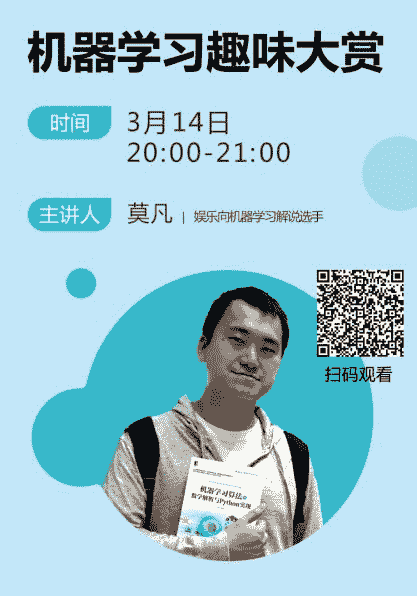 机器学习趣味大赏
时间
3月14日
20:00-21:00
主讲人
莫凡 | 娱乐向机器学习解说选手
扫码观看
机器学习算法的
数学解析与Python实现